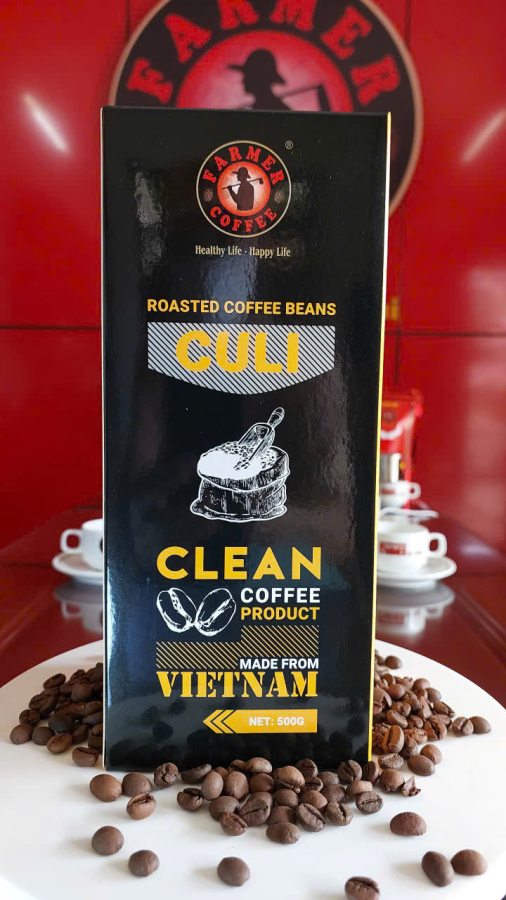 FARMER
FARMER
COFFEE
®
Healthy Life - Happy Life
ROASTED COFFEE BEANS
CULI
CLEAN
COFFEE
PRODUCT
MADE FROM
VIETNAM
NET: 500G